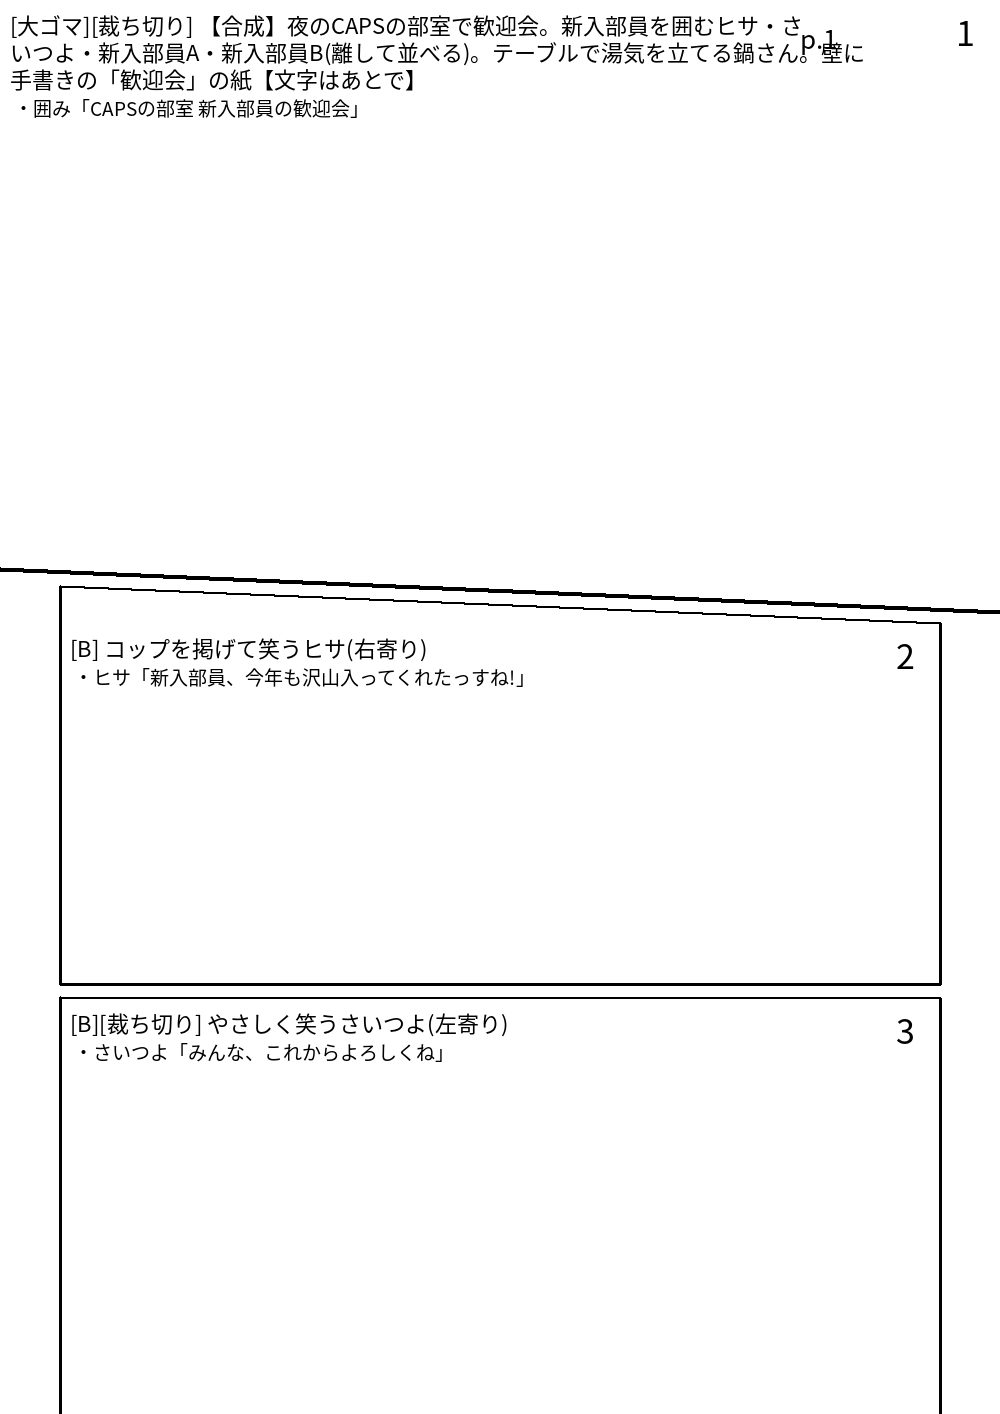 [大ゴマ][裁ち切り] 【合成】夜のCAPSの部室で歓迎会。新入部員を囲むヒサ・さ
いつよ・新入部員A・新入部員B(離して並べる)。テーブルで湯気を立てる鍋さん。壁に
手書きの「歓迎会」の紙【文字はあとで】
・囲み「CAPSの部室 新入部員の歓迎会」
p.1
1
[B] コップを掲げて笑うヒサ(右寄り)
・ヒサ「新入部員、今年も沢山入ってくれたっすね!」
2
[B][裁ち切り] やさしく笑うさいつよ(左寄り)
・さいつよ「みんな、これからよろしくね」
3